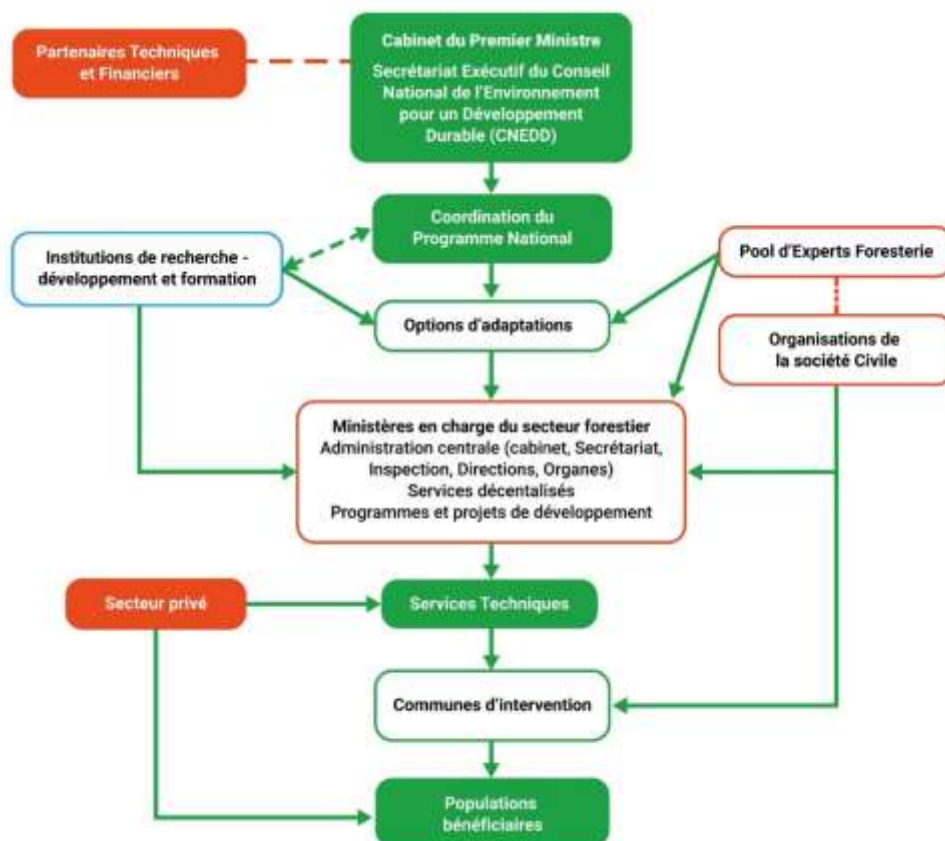 Partenaires Techniques
et Financiers
Cabinet du Premier Ministre
Secrétariat Exécutif du Conseil
National de l'Environnement
pour un Développement
Durable (CNEDD)
Coordination du
Programme National
Institutions de recherche -
développement et formation
Pool d'Experts Foresterie
Options d'adaptations
Organisations de
la société Civile
Ministères en charge du secteur forestier
Administration centrale (cabinet, Secrétariat,
Inspection, Directions, Organes)
Services décentalisés
Programmes et projets de développement
Secteur privé
Services Techniques
Communes d'intervention
Populations
bénéficiaires